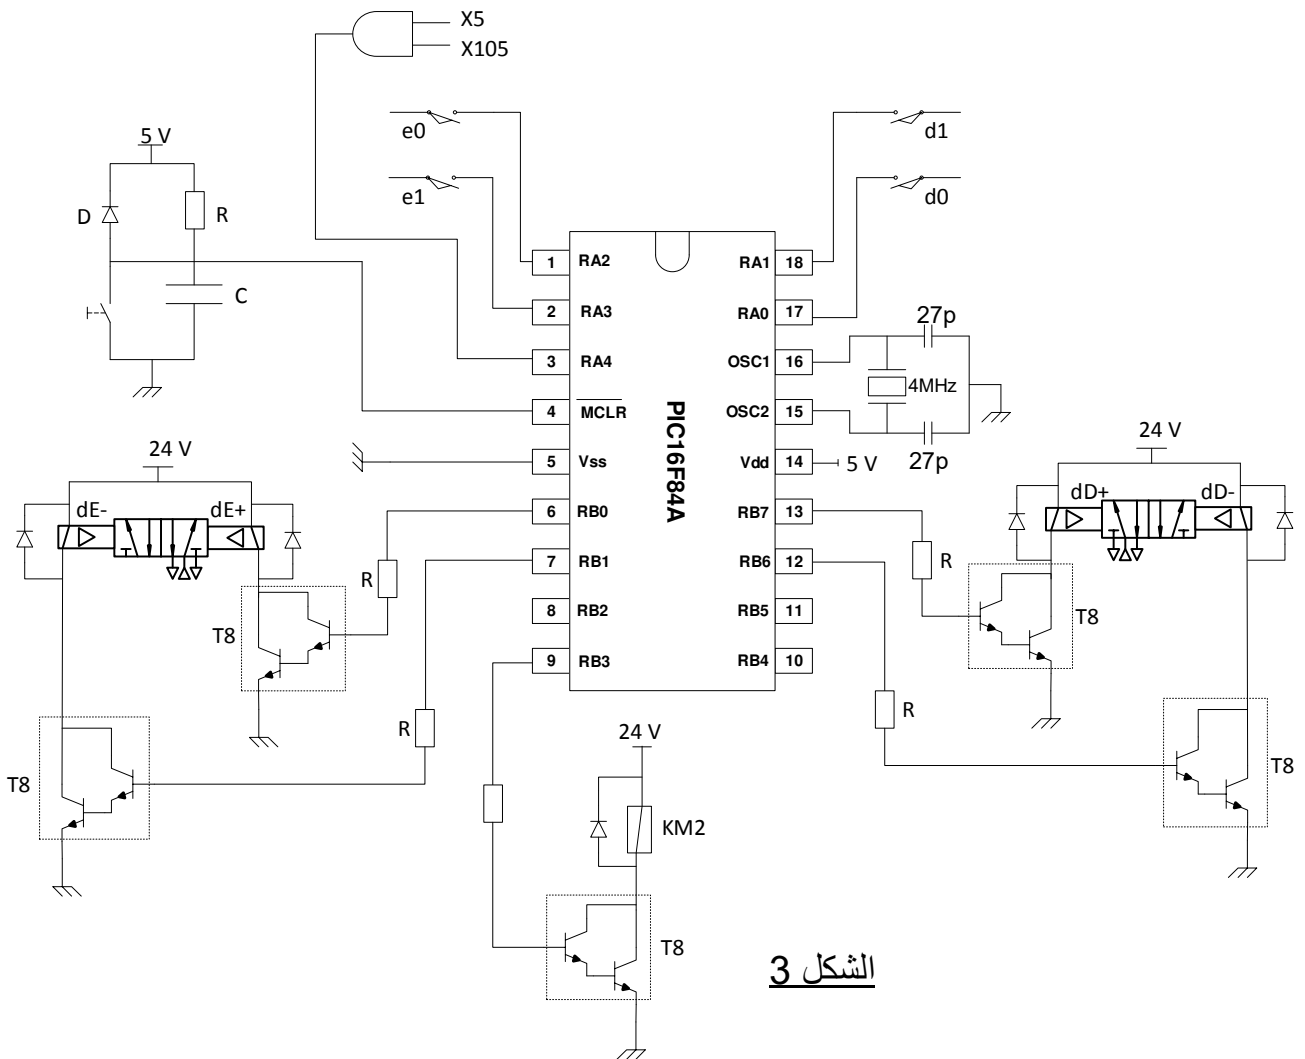 X5
X105
e0
d1
5 V
e1
d0
D
R
1 RA2
RA1 18
C
27p
2 RA3
RA0 17
3 RA4
OSC1 16
4MHz
4 MCLR
OSC2 15
PIC16F84A
24 V
24 V
5 Vss
Vdd 14
5 V
27p
dE-
dE+
dD+
dD-
6 RB0
RB7 13
R
7 RB1
RB6 12
R
8 RB2
RB5 11
T8
T8
9 RB3
RB4 10
R
R
24 V
T8
T8
KM2
T8
الشكل 3